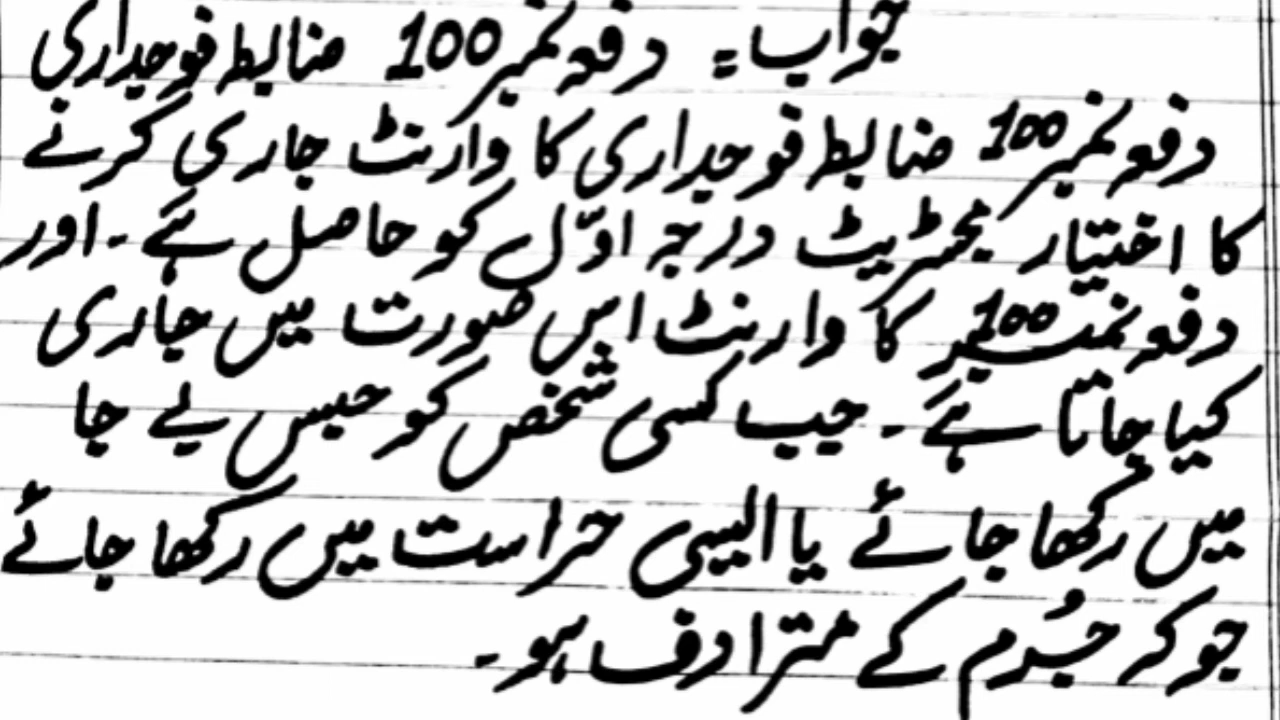 جواب = دفعہ نمبر 100 ضابطہ فوجداری
دفعہ نمبر 100 ضابطہ فوجداری کا وارنٹ جاری کرنے
کا اختیار مجسٹریٹ درجہ اوّل کو حاصل ہے ۔ اور
دفعہ نمبر 100 کا وارنٹ اس صورت میں جاری
کیا جاتا ہے ۔ جب کسی شخص کو حبس بے جا
میں رکھا جائے یا ایسی حراست میں رکھا جائے
جو کہ جُرم کے مترادف ہو ۔